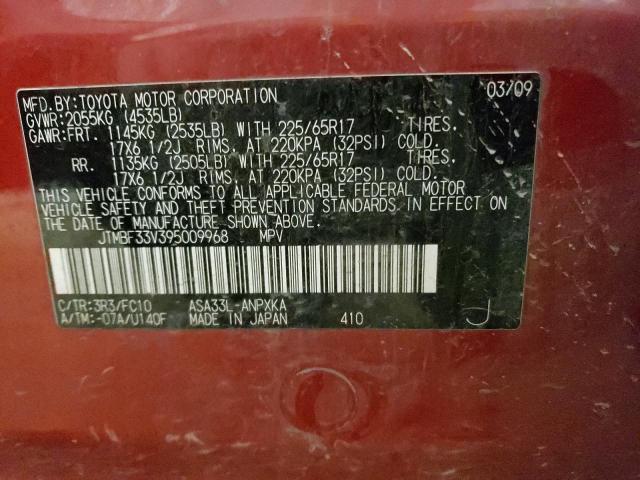 MFD.BY:TOYOTA MOTOR CORPORATION 03/09
GVWR:2055KG (4535LB)
GAWR:FRT. 1145KG (2535LB) WITH 225/65R17 TIRES.
17X6 1/2J RIMS. AT 220KPA (32PSI) COLD.
RR. 1135KG (2505LB) WITH 225/65R17 TIRES.
17X6 1/2J RIMS. AT 220KPA (32PSI) COLD.
THIS VEHICLE CONFORMS TO ALL APPLICABLE FEDERAL MOTOR
VEHICLE SAFETY AND THEFT PREVENTION STANDARDS IN EFFECT ON
THE DATE OF MANUFACTURE SHOWN ABOVE.
JTMBF33V395009968 MPV
C/TR:3R3/FC10 ASA33L-ANPXKA
A/TM:-07A/U140F MADE IN JAPAN 410 J